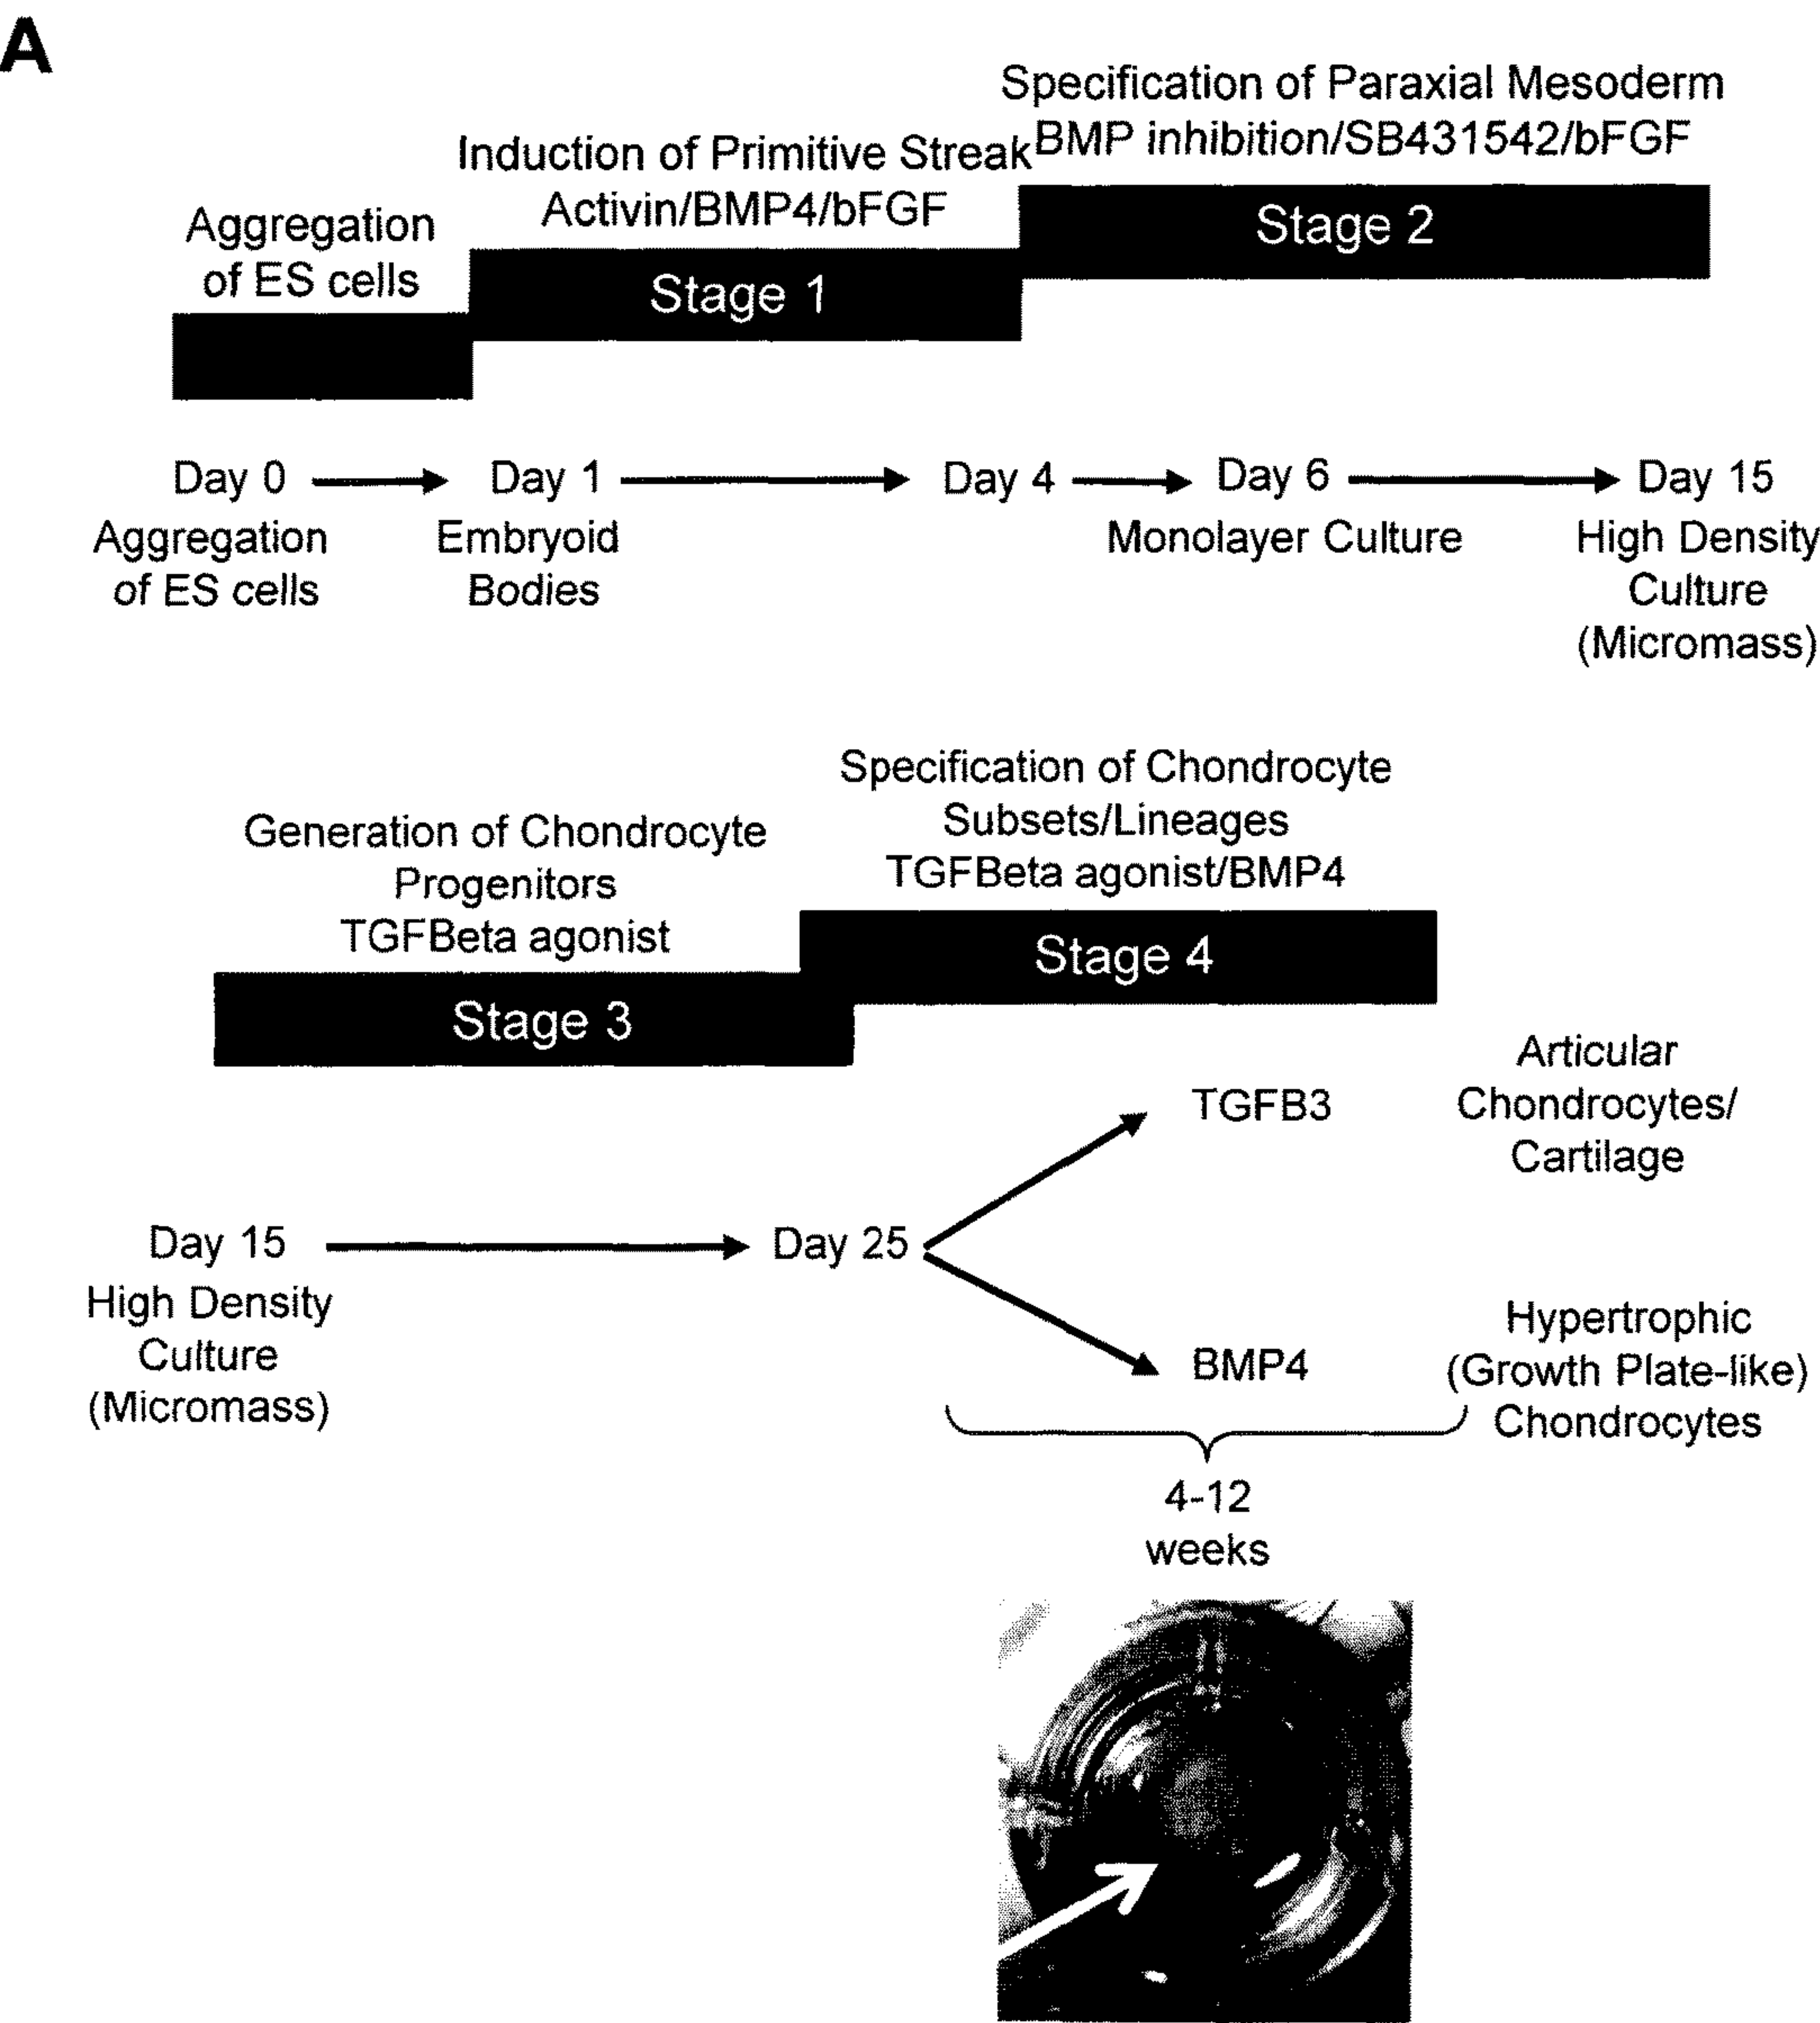 A
Specification of Paraxial Mesoderm
BMP inhibition/SB431542/bFGF
Induction of Primitive Streak
Activin/BMP4/bFGF
Aggregation
of ES cells
Stage 2
Stage 1
Day 0
Day 1
Day 4
Day 6
Day 15
Aggregation
of ES cells
Embryoid
Bodies
Monolayer Culture
High Density
Culture
(Micromass)
Specification of Chondrocyte
Subsets/Lineages
TGFBeta agonist/BMP4
Generation of Chondrocyte
Progenitors
TGFBeta agonist
Stage 4
Stage 3
Articular
Chondrocytes/
Cartilage
TGFB3
Day 15
Day 25
High Density
Culture
(Micromass)
BMP4
Hypertrophic
(Growth Plate-like)
Chondrocytes
4-12
weeks